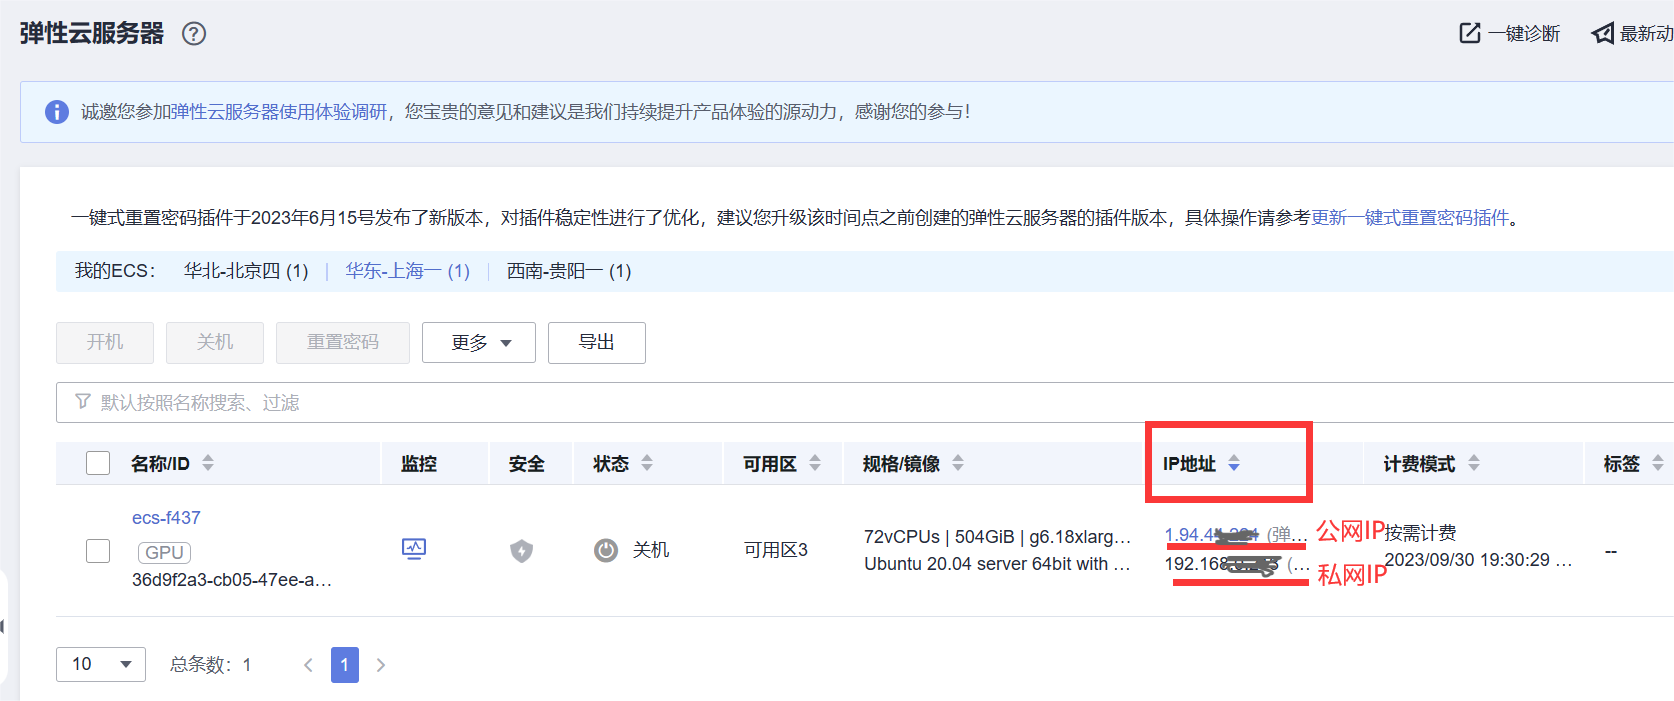 弹性云服务器 ?
一键诊断 最新动
诚邀您参加弹性云服务器使用体验调研，您宝贵的意见和建议是我们持续提升产品体验的源动力，感谢您的参与！
一键式重置密码插件于2023年6月15号发布了新版本，对插件稳定性进行了优化，建议您升级该时间点之前创建的弹性云服务器的插件版本，具体操作请参考更新一键式重置密码插件。
我的ECS： 华北-北京四 (1) | 华东-上海一 (1) | 西南-贵阳一 (1)
开机 关机 重置密码 更多 导出
默认按照名称搜索、过滤
名称/ID 监控 安全 状态 可用区 规格/镜像 IP地址 计费模式 标签
ecs-f437
GPU
36d9f2a3-cb05-47ee-a...
关机
可用区3
72vCPUs | 504GiB | g6.18xlarg...
Ubuntu 20.04 server 64bit with ...
1.94.4 (弹... 公网IP
192.168. (... 私网IP
按需计费
2023/09/30 19:30:29 ...
--
10 总条数：1 < 1 >